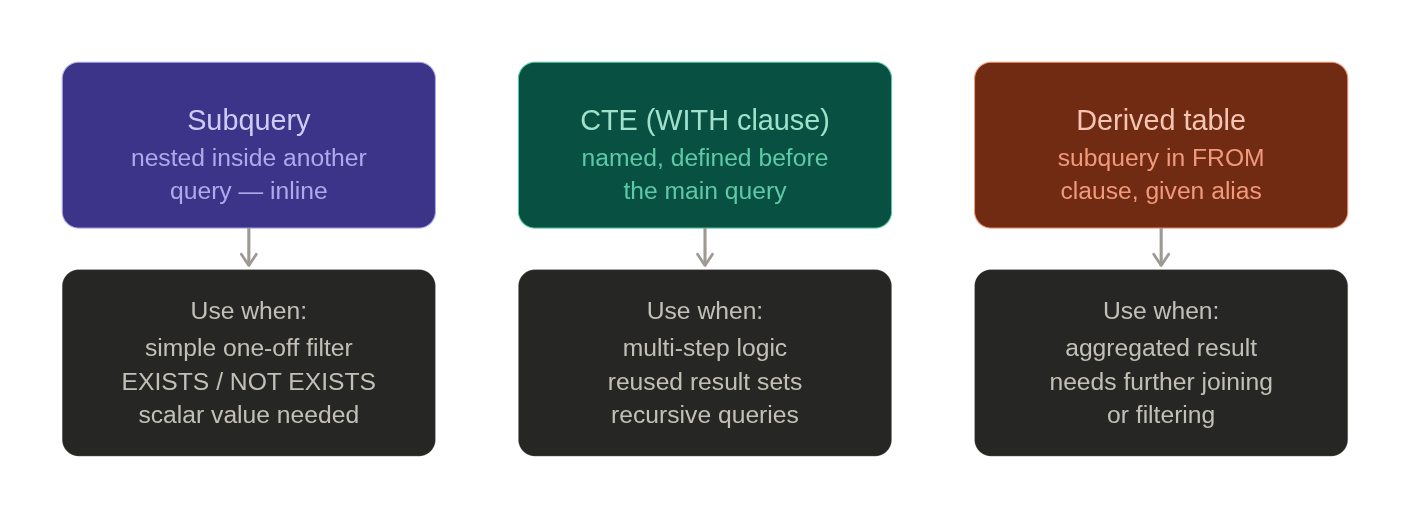 Subquery
nested inside another
query — inline
Use when:
simple one-off filter
EXISTS / NOT EXISTS
scalar value needed
CTE (WITH clause)
named, defined before
the main query
Use when:
multi-step logic
reused result sets
recursive queries
Derived table
subquery in FROM
clause, given alias
Use when:
aggregated result
needs further joining
or filtering